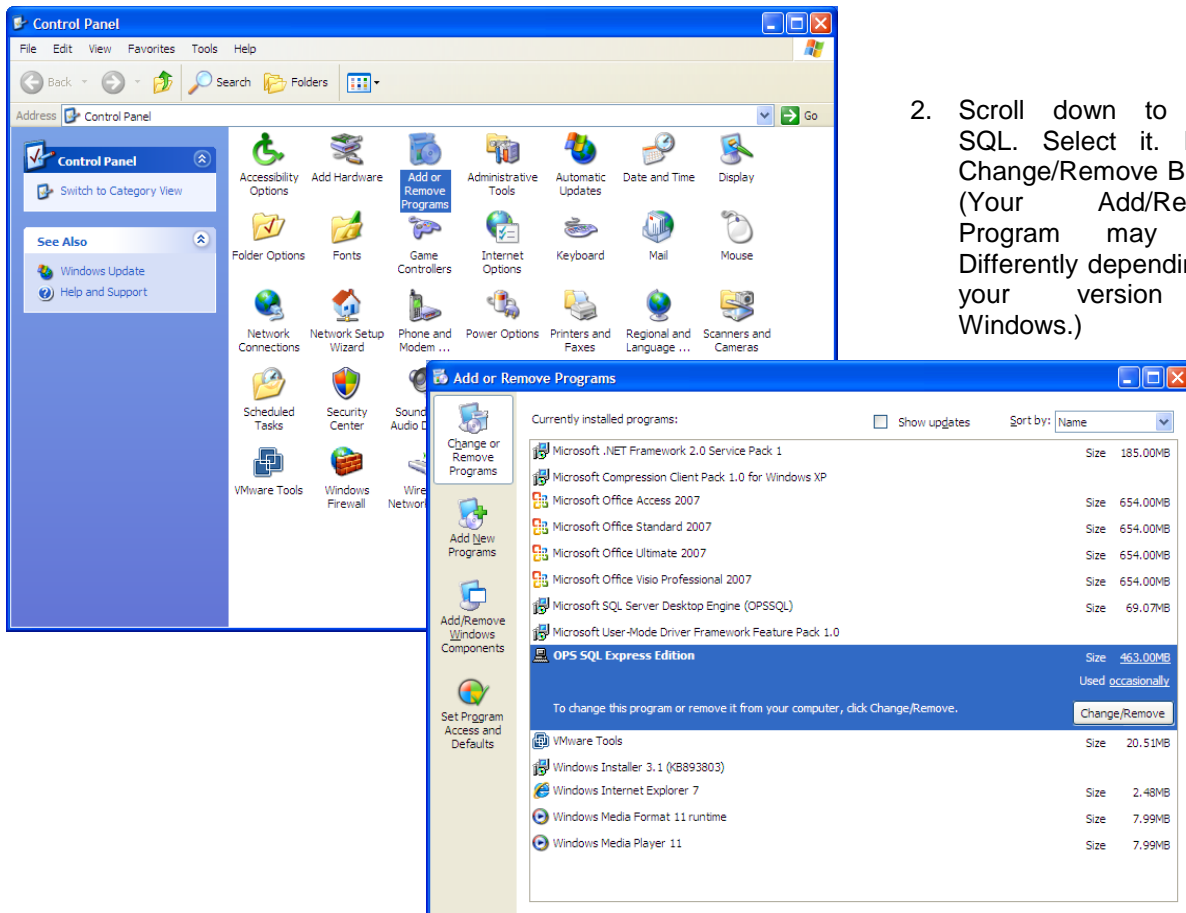 Control Panel
File Edit View Favorites Tools Help
Back Search Folders
Address Control Panel Go
Control Panel
Switch to Category View
See Also
Windows Update
Help and Support
Accessibility Options
Add Hardware
Add or Remove Programs
Administrative Tools
Automatic Updates
Date and Time
Display
Folder Options
Fonts
Game Controllers
Internet Options
Keyboard
Mail
Mouse
Network Connections
Network Setup Wizard
Phone and Modem ...
Power Options
Printers and Faxes
Regional and Language ...
Scanners and Cameras
Scheduled Tasks
Security Center
Sound
Audio
VMware Tools
Windows Firewall
Wire
Networ
2. Scroll down to
SQL. Select it.
Change/Remove B
(Your Add/Re
Program may
Differently dependi
your version
Windows.)
Add or Remove Programs
Change or Remove Programs
Add New Programs
Add/Remove Windows Components
Set Program Access and Defaults
Currently installed programs: Show updates Sort by: Name
Microsoft .NET Framework 2.0 Service Pack 1 Size 185.00MB
Microsoft Compression Client Pack 1.0 for Windows XP
Microsoft Office Access 2007 Size 654.00MB
Microsoft Office Standard 2007 Size 654.00MB
Microsoft Office Ultimate 2007 Size 654.00MB
Microsoft Office Visio Professional 2007 Size 654.00MB
Microsoft SQL Server Desktop Engine (OPSSQL) Size 69.07MB
Microsoft User-Mode Driver Framework Feature Pack 1.0
OPS SQL Express Edition Size 463.00MB
Used occasionally
To change this program or remove it from your computer, click Change/Remove. Change/Remove
VMware Tools Size 20.51MB
Windows Installer 3.1 (KB893803)
Windows Internet Explorer 7 Size 2.48MB
Windows Media Format 11 runtime Size 7.99MB
Windows Media Player 11 Size 7.99MB